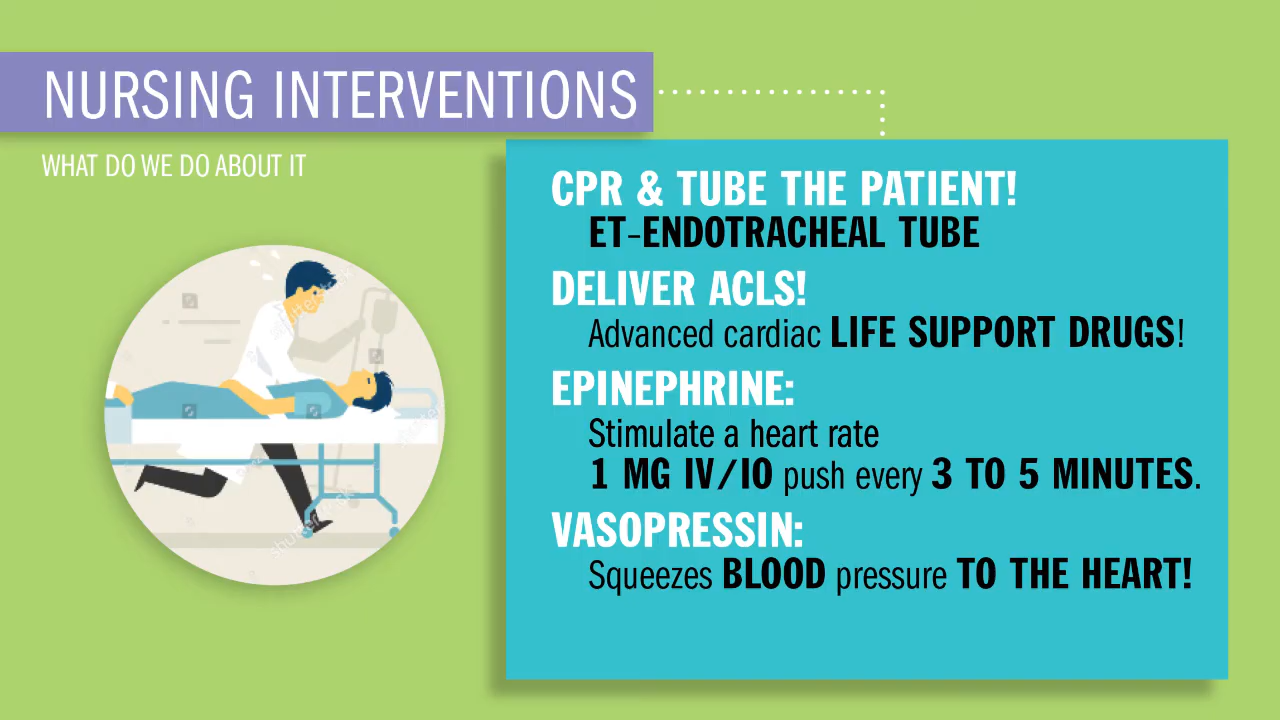 NURSING INTERVENTIONS
WHAT DO WE DO ABOUT IT
CPR & TUBE THE PATIENT!
ET-ENDOTRACHEAL TUBE
DELIVER ACLS!
Advanced cardiac LIFE SUPPORT DRUGS!
EPINEPHRINE:
Stimulate a heart rate
1 MG IV/IO push every 3 TO 5 MINUTES.
VASOPRESSIN:
Squeezes BLOOD pressure TO THE HEART!
shutterstock
shutterstock